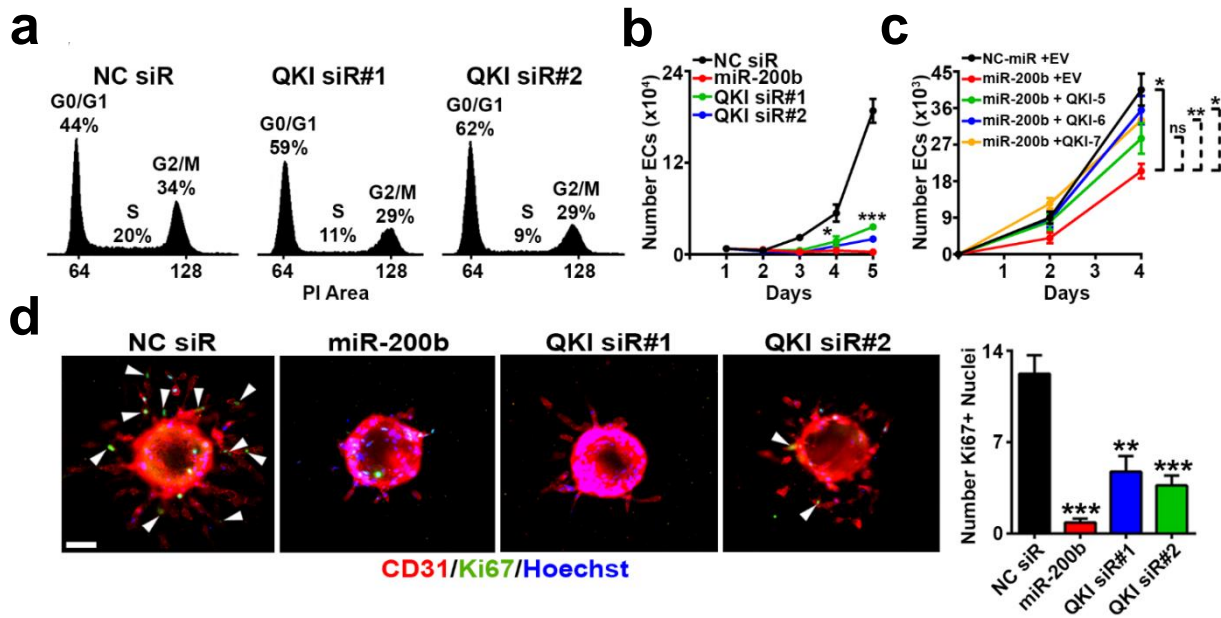 a
NC siR
QKI siR#1
QKI siR#2
G0/G1
44%
S
20%
G2/M
34%
G0/G1
59%
S
11%
G2/M
29%
G0/G1
62%
S
9%
G2/M
29%
64
128
64
128
64
128
PI Area
b
NC siR
miR-200b
QKI siR#1
QKI siR#2
Number ECs (x10⁴)
24
12
0
*
***
1 2 3 4 5
Days
c
NC-miR +EV
miR-200b +EV
miR-200b + QKI-5
miR-200b + QKI-6
miR-200b +QKI-7
Number ECs (x10³)
45
36
27
18
9
0
*
ns
**
*
1 2 3 4
Days
d
NC siR
miR-200b
QKI siR#1
QKI siR#2
CD31/Ki67/Hoechst
Number Ki67+ Nuclei
14
7
0
***
**
***
NC siR
miR-200b
QKI siR#1
QKI siR#2